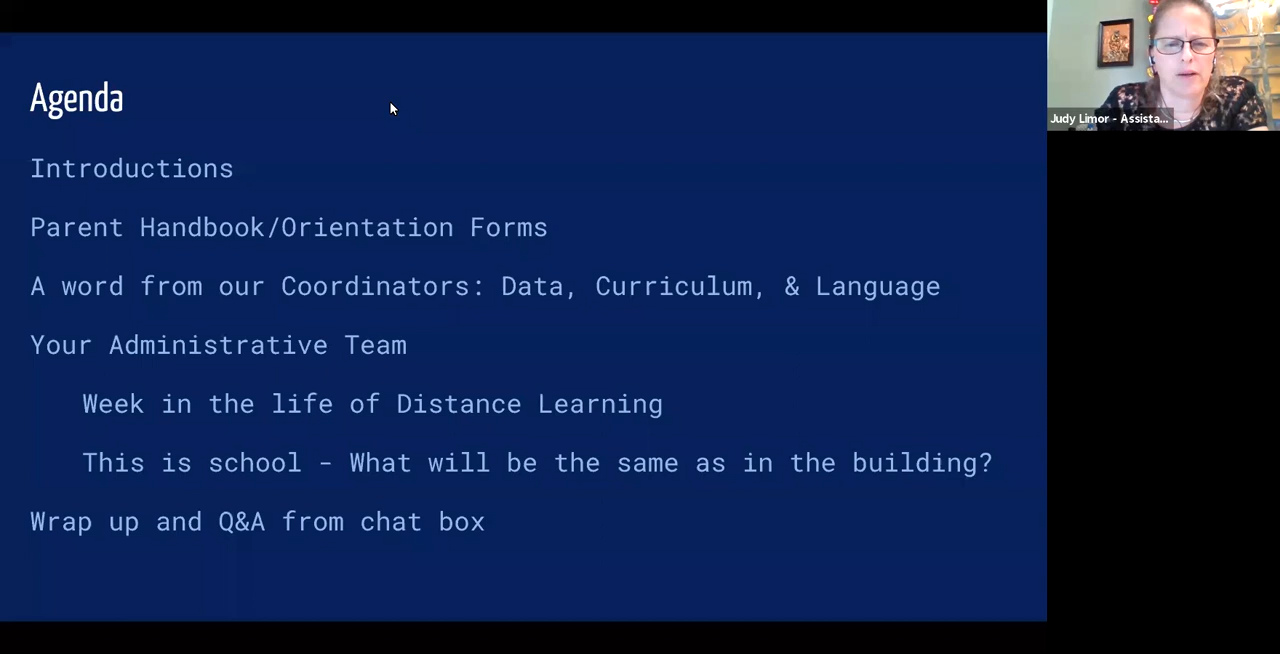 Agenda
Introductions
Parent Handbook/Orientation Forms
A word from our Coordinators: Data, Curriculum, & Language
Your Administrative Team
Week in the life of Distance Learning
This is school - What will be the same as in the building?
Wrap up and Q&A from chat box
Judy Limor - Assista...